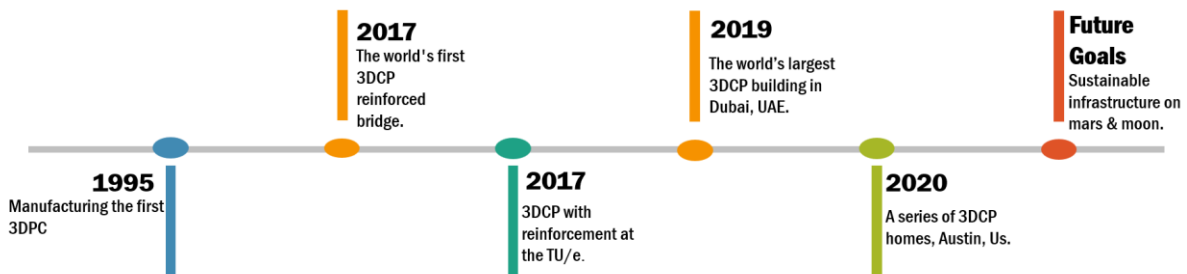 1995
Manufacturing the first
3DPC
2017
The world's first
3DCP
reinforced
bridge.
2017
3DCP with
reinforcement at
the TU/e.
2019
The world's largest
3DCP building in
Dubai, UAE.
2020
A series of 3DCP
homes, Austin, Us.
Future
Goals
Sustainable
infrastructure on
mars & moon.